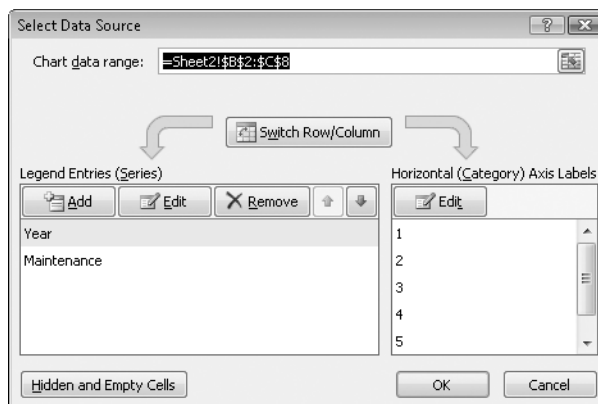 Select Data Source
Chart data range: =Sheet2!$B$2:$C$8
Switch Row/Column
Legend Entries (Series)
Add Edit Remove
Year
Maintenance
Horizontal (Category) Axis Labels
Edit
1
2
3
4
5
Hidden and Empty Cells
OK Cancel